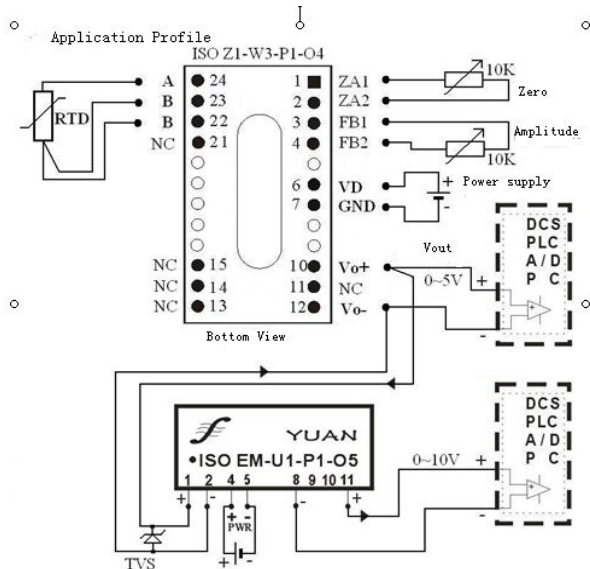 Application Profile
ISO Z1-W3-P1-O4
A 24 1 ZA1 10K
B 23 2 ZA2 Zero
RTD
B 22 3 FB1 Amplitude
NC 21 4 FB2 10K
6 VD + Power supply
7 GND -
DCS
PLC
A/D
P C
Vout
NC 15 10 Vo+ 0~5V +
NC 14 11 NC
NC 13 12 Vo- -
Bottom View
YUAN
ISO EM-U1-P1-O5
1 2 4 5 8 9 10 11
+ - + - - +
PWR
+ -
TVS
0~10V +
-
DCS
PLC
A/D
P C